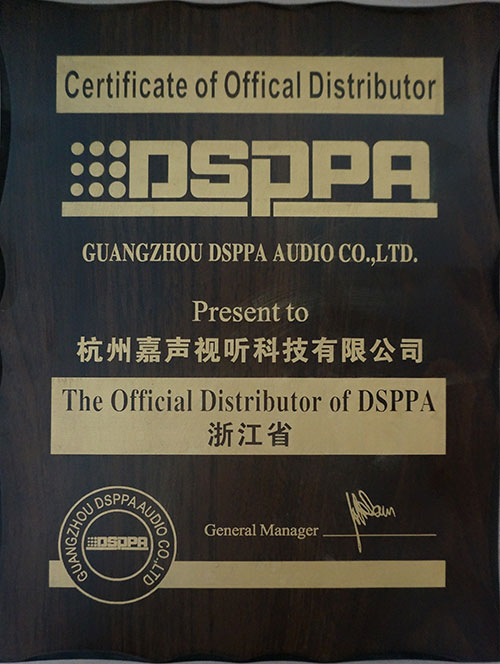 Certificate of Offical Distributor
DSPPA
GUANGZHOU DSPPA AUDIO CO.,LTD.
Present to
杭州嘉声视听科技有限公司
The Official Distributor of DSPPA
浙江省
GUANGZHOU DSPPA AUDIO CO.,LTD
DSPPA
General Manager